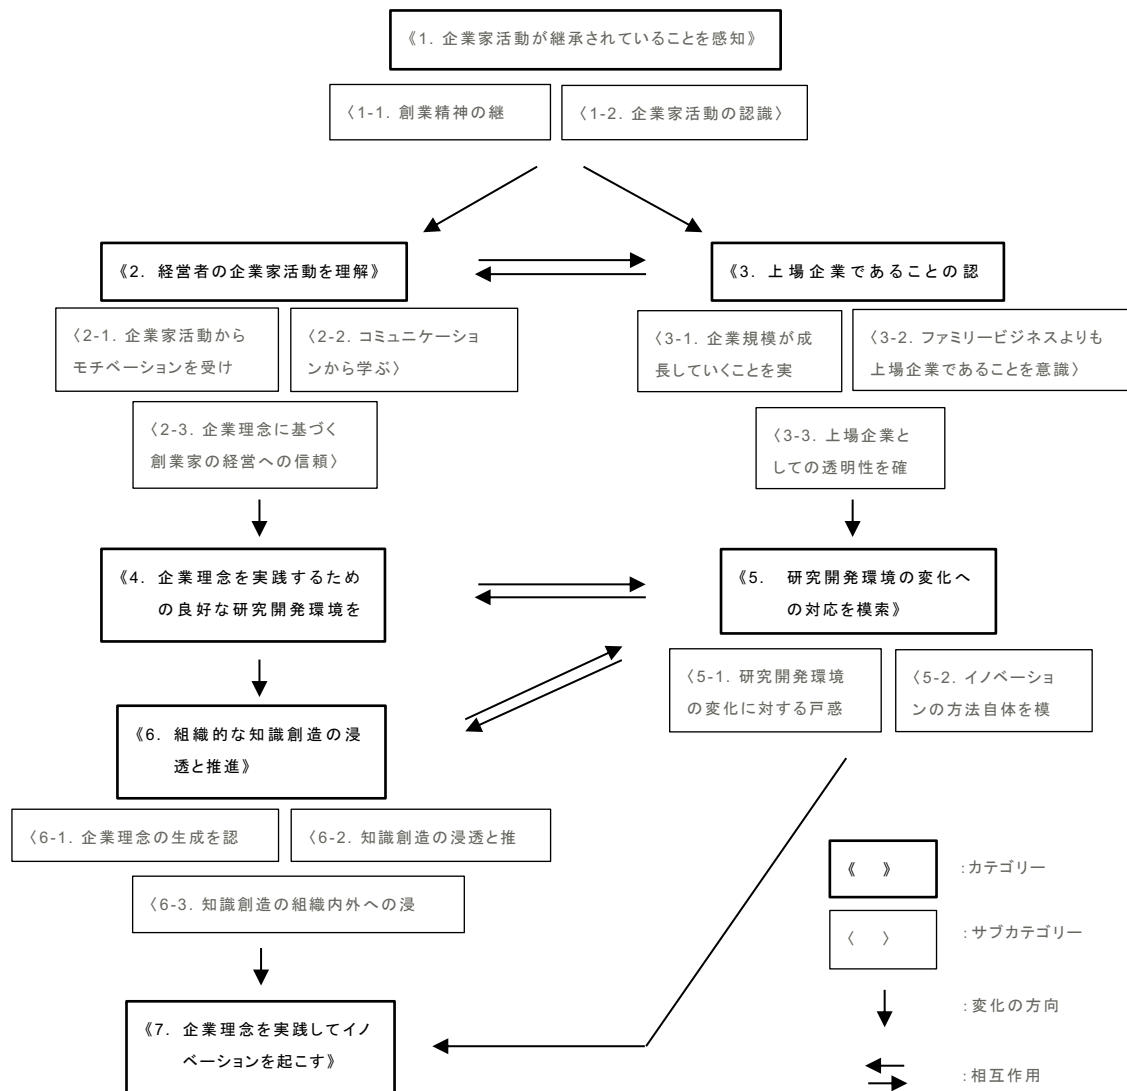 《1. 企業家活動が継承されていることを感知》
〈1-1. 創業精神の継
〈1-2. 企業家活動の認識〉
《2. 経営者の企業家活動を理解》
《3. 上場企業であることの認
〈2-1. 企業家活動から
モチベーションを受け
〈2-2. コミュニケーショ
ンから学ぶ〉
〈3-1. 企業規模が成
長していくことを実
〈3-2. ファミリービジネスよりも
上場企業であることを意識〉
〈2-3. 企業理念に基づく
創業家の経営への信頼〉
〈3-3. 上場企業と
しての透明性を確
《4. 企業理念を実践するため
の良好な研究開発環境を
《5. 研究開発環境の変化へ
の対応を模索》
〈5-1. 研究開発環境
の変化に対する戸惑
〈5-2. イノベーショ
ンの方法自体を模
《6. 組織的な知識創造の浸
透と推進》
〈6-1. 企業理念の生成を認
〈6-2. 知識創造の浸透と推
〈6-3. 知識創造の組織内外への浸
《7. 企業理念を実践してイノ
ベーションを起こす》
《 》 :カテゴリー
〈 〉 :サブカテゴリー
:変化の方向
:相互作用